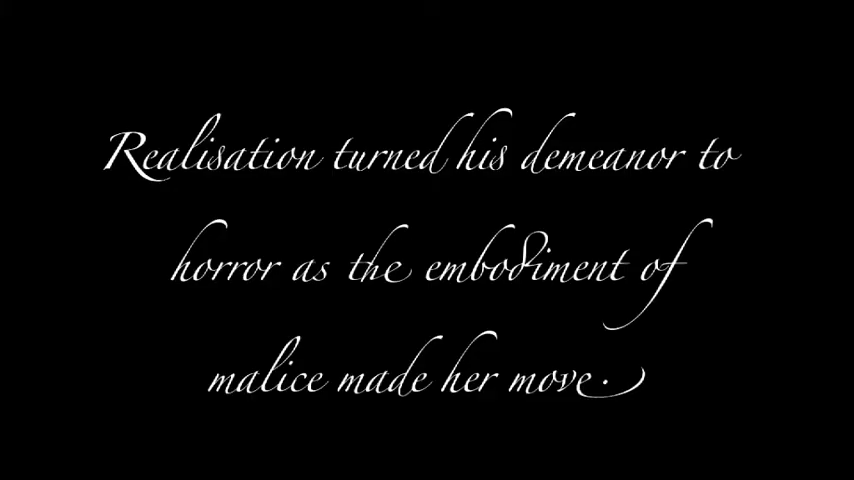 Realisation turned his demeanor to
horror as the embodiment of
malice made her move.